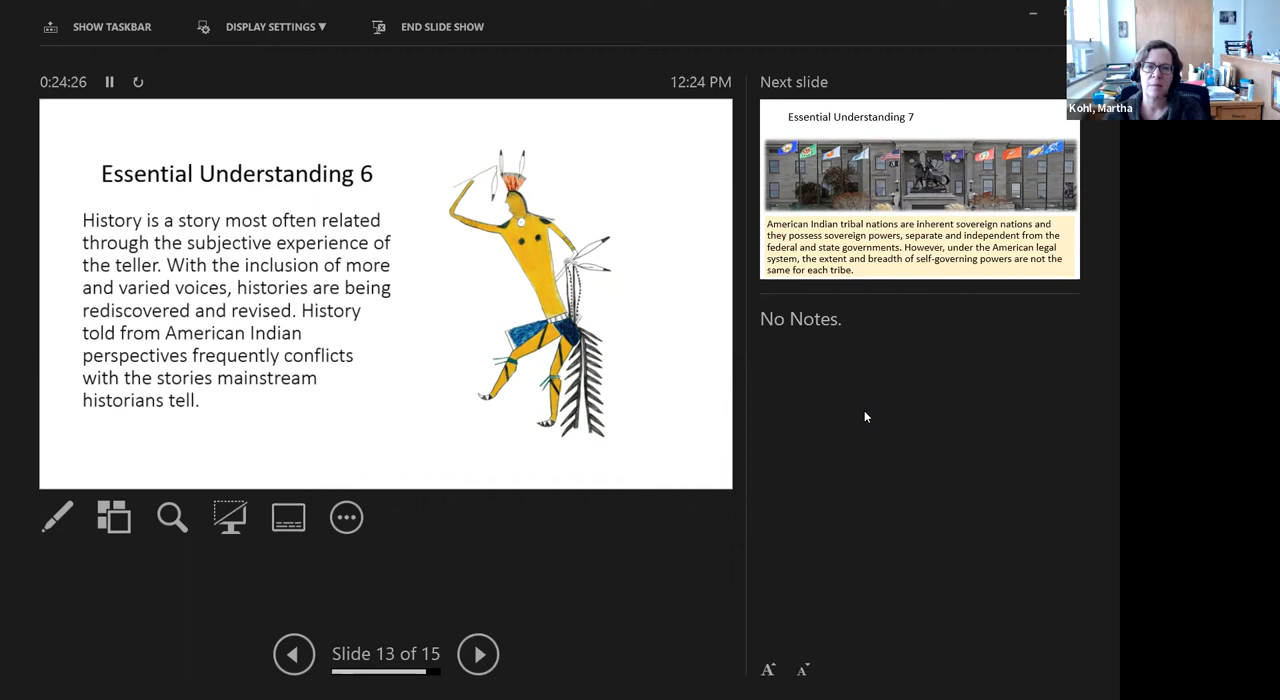 SHOW TASKBAR
DISPLAY SETTINGS ▼
END SLIDE SHOW
0:24:26
12:24 PM
Next slide
Kohl, Martha
Essential Understanding 6
History is a story most often related
through the subjective experience of
the teller. With the inclusion of more
and varied voices, histories are being
rediscovered and revised. History
told from American Indian
perspectives frequently conflicts
with the stories mainstream
historians tell.
Essential Understanding 7
American Indian tribal nations are inherent sovereign nations and
they possess sovereign powers, separate and independent from the
federal and state governments. However, under the American legal
system, the extent and breadth of self-governing powers are not the
same for each tribe.
No Notes.
Slide 13 of 15
A A